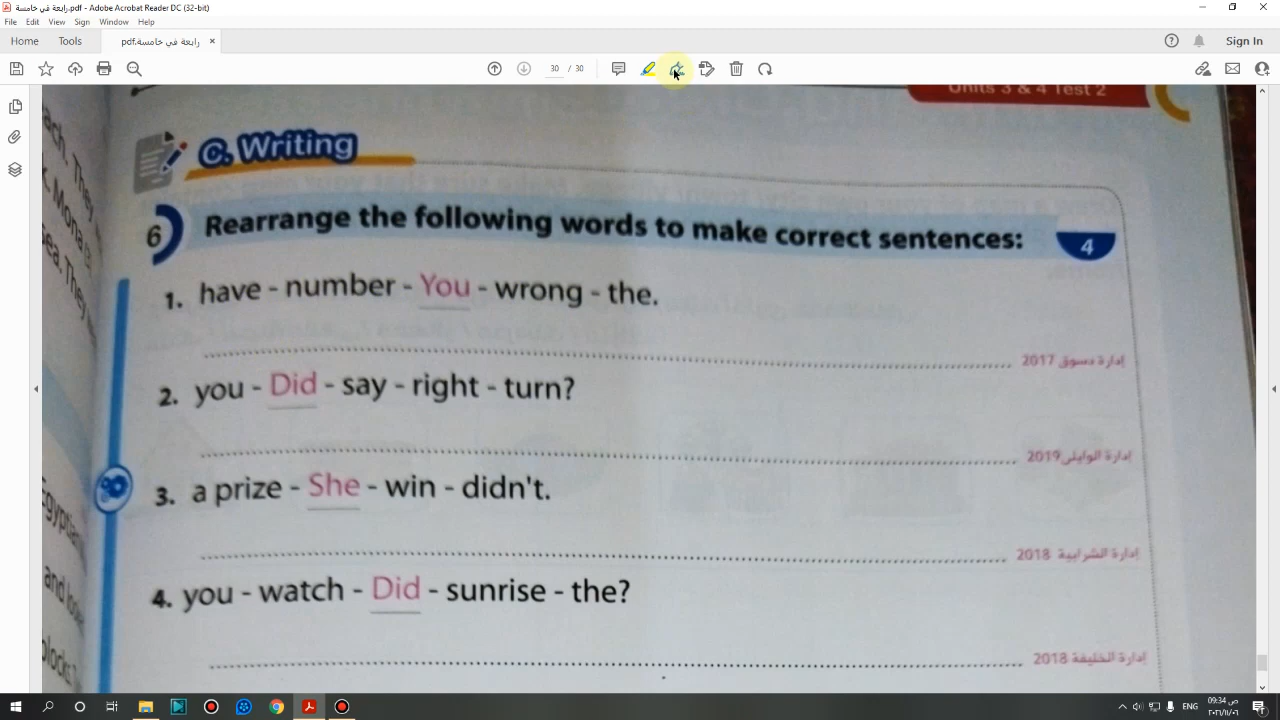 رابعة في خامسة.pdf - Adobe Acrobat Reader DC (32-bit)
File Edit View Sign Window Help
Home Tools رابعة في خامسة.pdf × Sign In
30 / 30
Units 3 & 4 Test 2
C. Writing
6 Rearrange the following words to make correct sentences: 4
1. have - number - You - wrong - the.
إدارة دسوق 2017
2. you - Did - say - right - turn?
إدارة الوايلى 2019
3. a prize - She - win - didn't.
إدارة الشرابية 2018
4. you - watch - Did - sunrise - the?
إدارة الخليفة 2018
ENG 09:34 ص